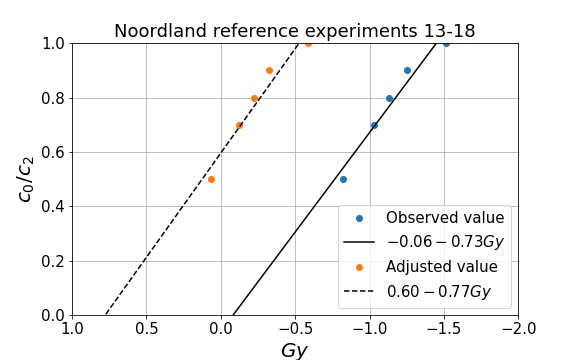 Noordland reference experiments 13-18
c₀/c₂
1.0
0.8
0.6
0.4
0.2
0.0
1.0 0.5 0.0 −0.5 −1.0 −1.5 −2.0
Gy
Observed value
−0.06 − 0.73Gy
Adjusted value
0.60 − 0.77Gy